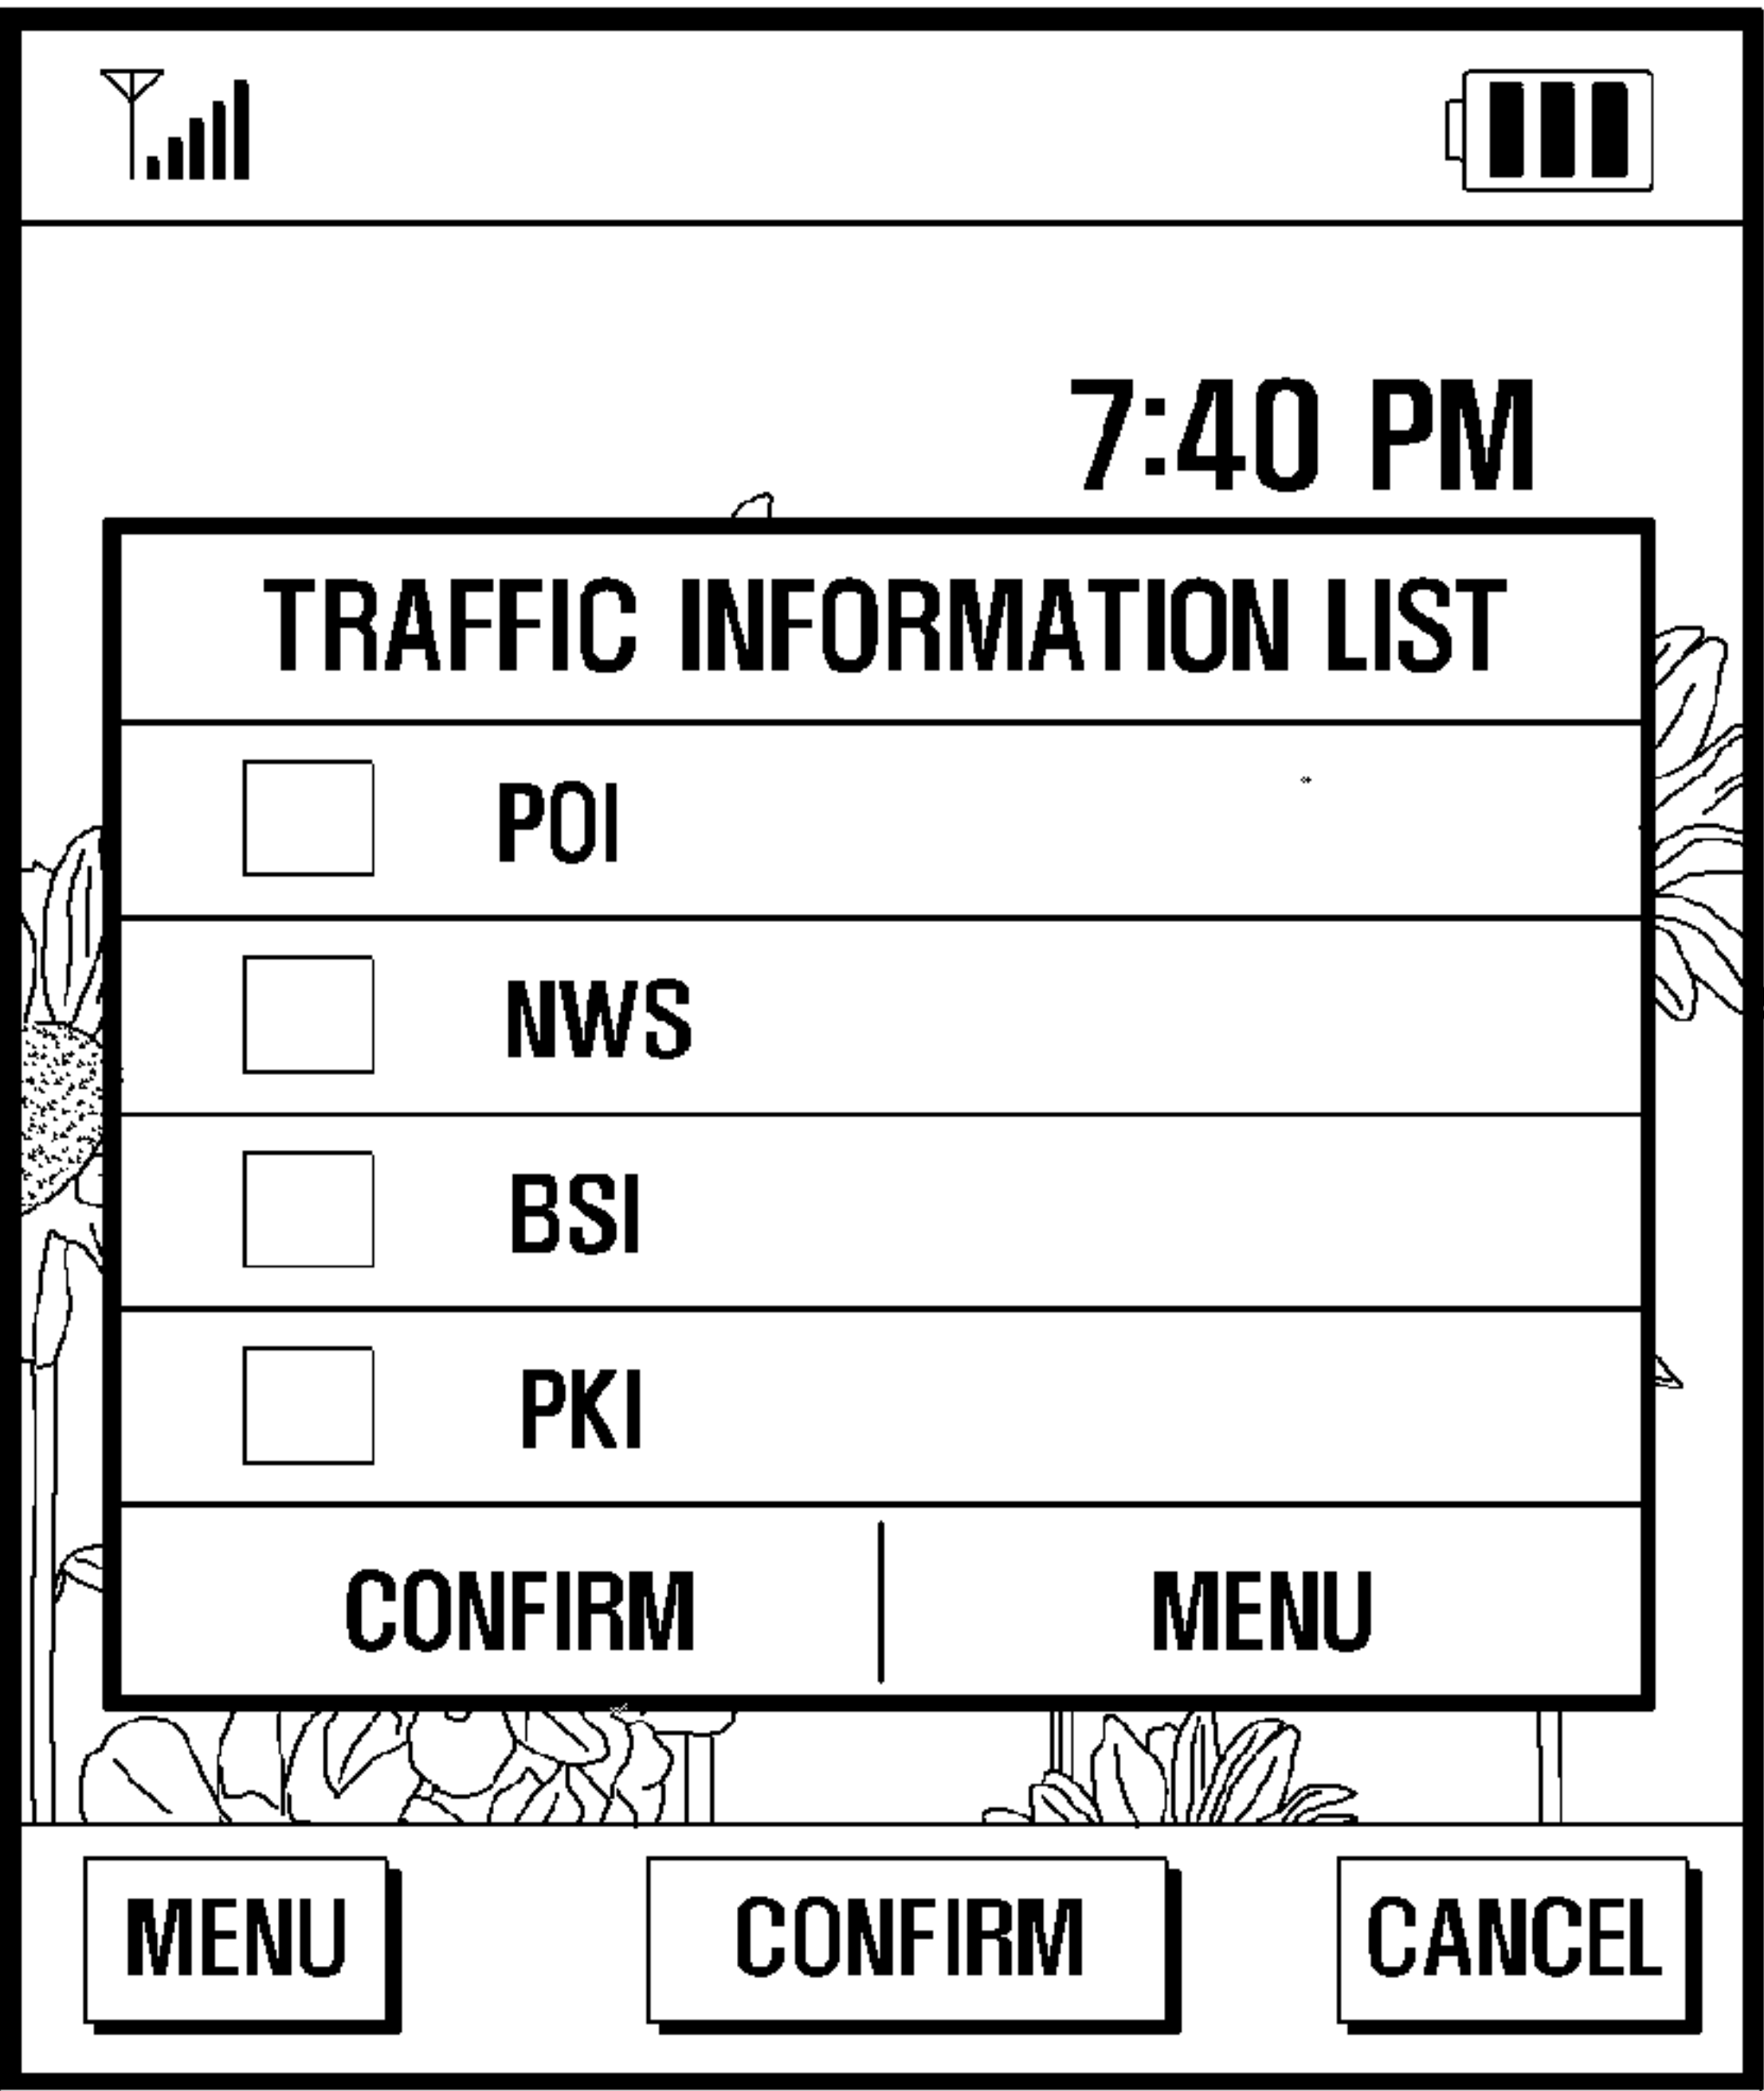 7:40 PM
TRAFFIC INFORMATION LIST
POI
NWS
BSI
PKI
CONFIRM MENU
MENU CONFIRM CANCEL